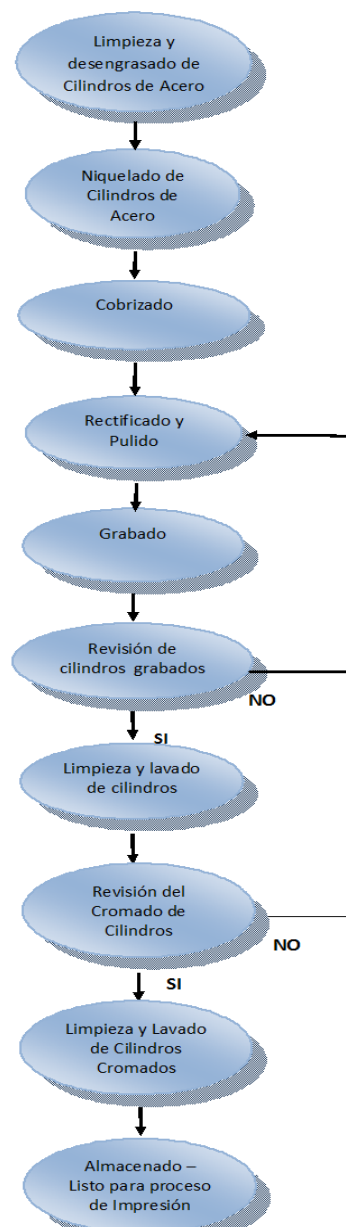 Limpieza y
desengrasado de
Cilindros de Acero
Niquelado de
Cilindros de
Acero
Cobrizado
Rectificado y
Pulido
Grabado
Revisión de
cilindros grabados
NO
SI
Limpieza y lavado
de cilindros
Revisión del
Cromado de
Cilindros
NO
SI
Limpieza y Lavado
de Cilindros
Cromados
Almacenado –
Listo para proceso
de Impresión